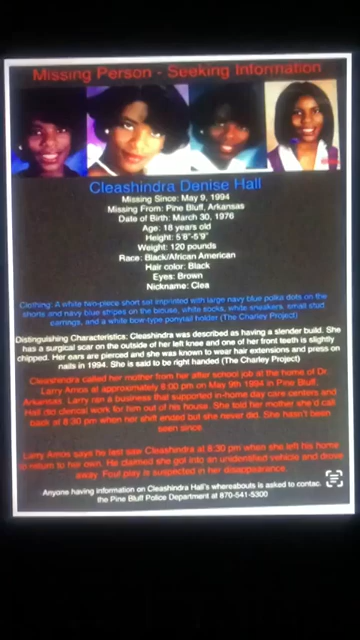 Missing Person - Seeking Information
Cleashindra Denise Hall
Missing Since: May 9, 1994
Missing From: Pine Bluff, Arkansas
Date of Birth: March 30, 1976
Age: 18 years old
Height: 5'8"-5'9"
Weight: 120 pounds
Race: Black/African American
Hair color: Black
Eyes: Brown
Nickname: Clea
Clothing: A white two-piece short set imprinted with large navy blue polka dots on the
shorts and navy blue stripes on the blouse, white socks, white sneakers, small stud
earrings, and a white bow-type ponytail holder (The Charley Project)
Distinguishing Characteristics: Cleashindra was described as having a slender build. She
has a surgical scar on the outside of her left knee and one of her front teeth is slightly
chipped. Her ears are pierced and she was known to wear hair extensions and press on
nails in 1994. She is said to be right handed (The Charley Project)
Cleashindra called her mother from her after school job at the home of Dr.
Larry Amos at approximately 8:00 pm on May 9th 1994 in Pine Bluff,
Arkansas. Larry ran a business that supported in-home day care centers and
Hall did clerical work for him out of his house. She told her mother she'd call
back at 8:30 pm when her shift ended but she never did. She hasn't been
seen since.
Larry Amos says he last saw Cleashindra at 8:30 pm when she left his home
to return to her own. He claimed she got into an unidentified vehicle and drove
away. Foul play is suspected in her disappearance.
Anyone having information on Cleashindra Hall's whereabouts is asked to contac
the Pine Bluff Police Department at 870-541-5300